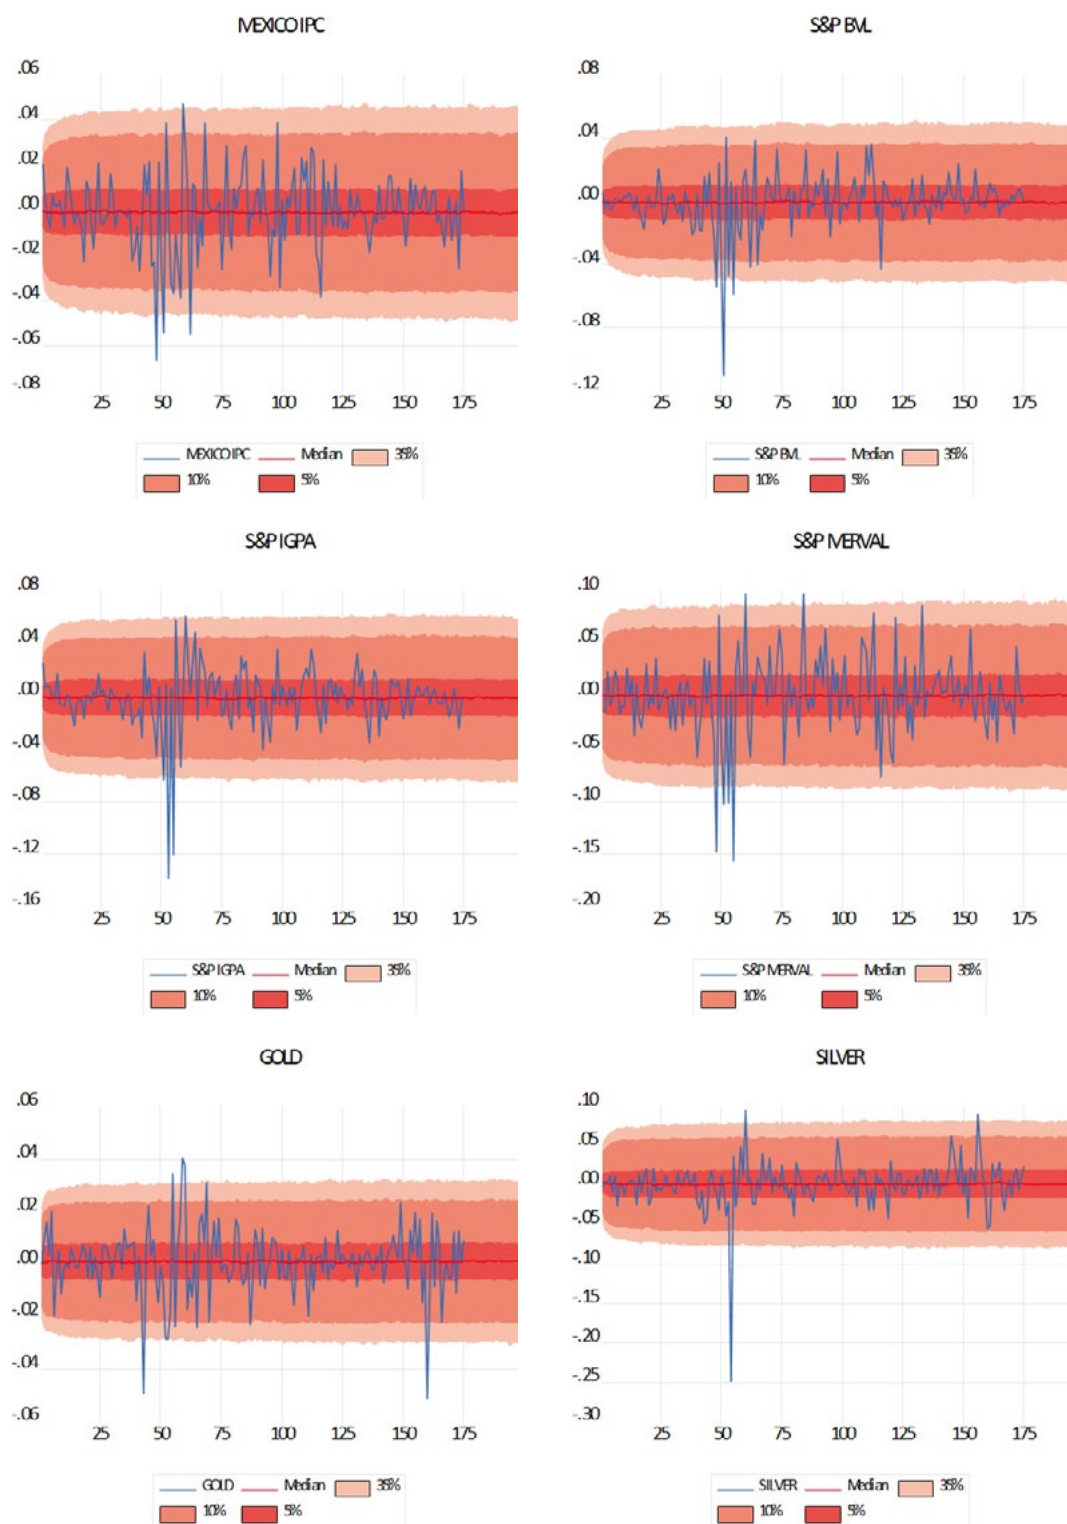 MEXICO IPC
.06
.04
.02
.00
-.02
-.04
-.06
-.08
25 50 75 100 125 150 175
MEXICO IPC Median 35%
10% 5%
S&P BVL
.08
.04
.00
-.04
-.08
-.12
25 50 75 100 125 150 175
S&P BVL Median 35%
10% 5%
S&P IGPA
.08
.04
.00
-.04
-.08
-.12
-.16
25 50 75 100 125 150 175
S&P IGPA Median 35%
10% 5%
S&P MERVAL
.10
.05
.00
-.05
-.10
-.15
-.20
25 50 75 100 125 150 175
S&P MERVAL Median 35%
10% 5%
GOLD
.06
.04
.02
.00
-.02
-.04
-.06
25 50 75 100 125 150 175
GOLD Median 35%
10% 5%
SILVER
.10
.05
.00
-.05
-.10
-.15
-.20
-.25
-.30
25 50 75 100 125 150 175
SILVER Median 35%
10% 5%